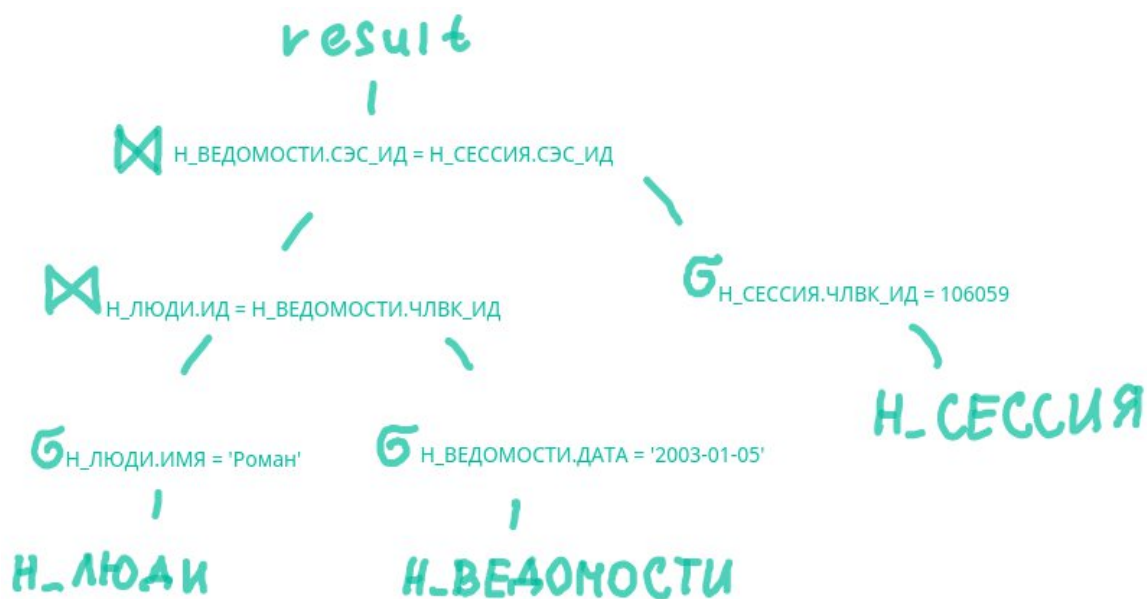 result
⋈ Н_ВЕДОМОСТИ.СЭС_ИД = Н_СЕССИЯ.СЭС_ИД
⋈ Н_ЛЮДИ.ИД = Н_ВЕДОМОСТИ.ЧЛВК_ИД
σ Н_СЕССИЯ.ЧЛВК_ИД = 106059
Н_СЕССИЯ
σ Н_ЛЮДИ.ИМЯ = 'Роман'
σ Н_ВЕДОМОСТИ.ДАТА = '2003-01-05'
Н_ЛЮДИ
Н_ВЕДОМОСТИ